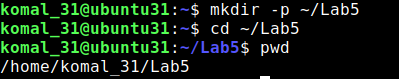 komal_31@ubuntu31:~$ mkdir -p ~/Lab5
komal_31@ubuntu31:~$ cd ~/Lab5
komal_31@ubuntu31:~/Lab5$ pwd
/home/komal_31/Lab5